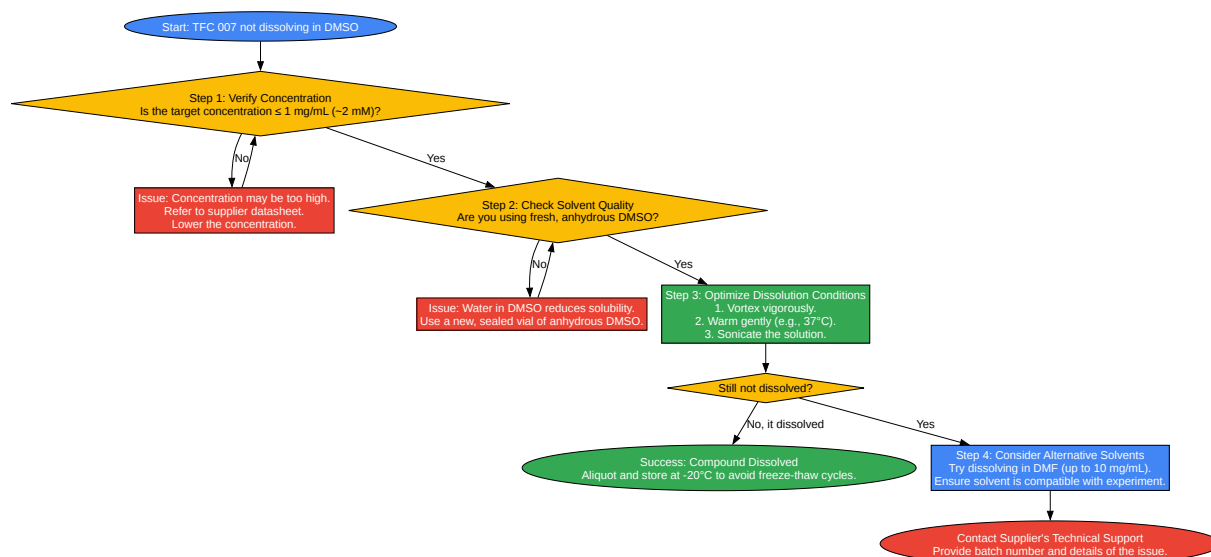 Start: TFC 007 not dissolving in DMSO
Step 1: Verify Concentration
Is the target concentration ≤ 1 mg/mL (~2 mM)?
No
Yes
Issue: Concentration may be too high.
Refer to supplier datasheet.
Lower the concentration.
Step 2: Check Solvent Quality
Are you using fresh, anhydrous DMSO?
No
Yes
Issue: Water in DMSO reduces solubility.
Use a new, sealed vial of anhydrous DMSO.
Step 3: Optimize Dissolution Conditions
1. Vortex vigorously.
2. Warm gently (e.g., 37°C).
3. Sonicate the solution.
Still not dissolved?
No, it dissolved
Yes
Success: Compound Dissolved
Aliquot and store at -20°C to avoid freeze-thaw cycles.
Step 4: Consider Alternative Solvents
Try dissolving in DMF (up to 10 mg/mL).
Ensure solvent is compatible with experiment.
Contact Supplier's Technical Support
Provide batch number and details of the issue.